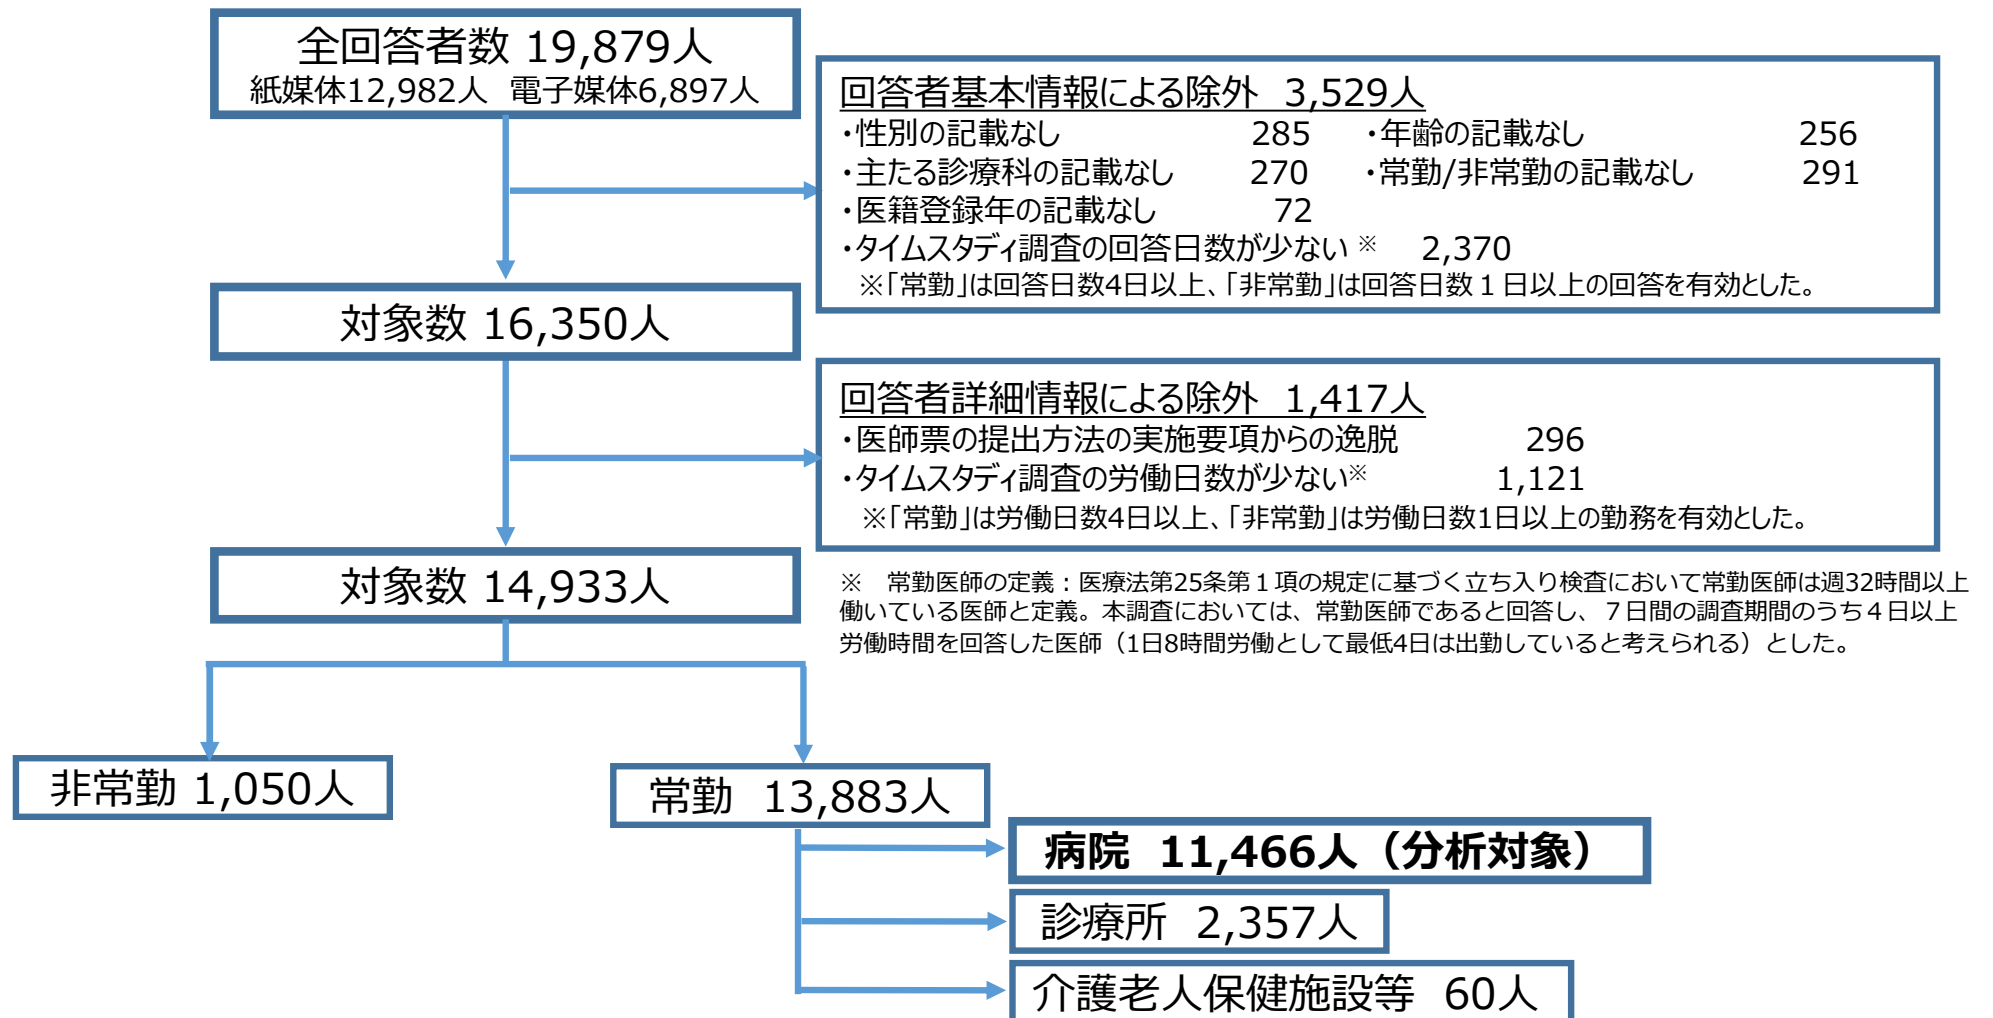 全回答者数 19,879人
紙媒体12,982人 電子媒体6,897人
回答者基本情報による除外 3,529人
・性別の記載なし 285 ・年齢の記載なし 256
・主たる診療科の記載なし 270 ・常勤/非常勤の記載なし 291
・医籍登録年の記載なし 72
・タイムスタディ調査の回答日数が少ない※ 2,370
※「常勤」は回答日数4日以上、「非常勤」は回答日数１日以上の回答を有効とした。
対象数 16,350人
回答者詳細情報による除外 1,417人
・医師票の提出方法の実施要項からの逸脱 296
・タイムスタディ調査の労働日数が少ない※ 1,121
※「常勤」は労働日数4日以上、「非常勤」は労働日数1日以上の勤務を有効とした。
対象数 14,933人
※ 常勤医師の定義：医療法第25条第１項の規定に基づく立ち入り検査において常勤医師は週32時間以上
働いている医師と定義。本調査においては、常勤医師であると回答し、７日間の調査期間のうち４日以上
労働時間を回答した医師（1日8時間労働として最低4日は出勤していると考えられる）とした。
非常勤 1,050人
常勤 13,883人
病院 11,466人（分析対象）
診療所 2,357人
介護老人保健施設等 60人